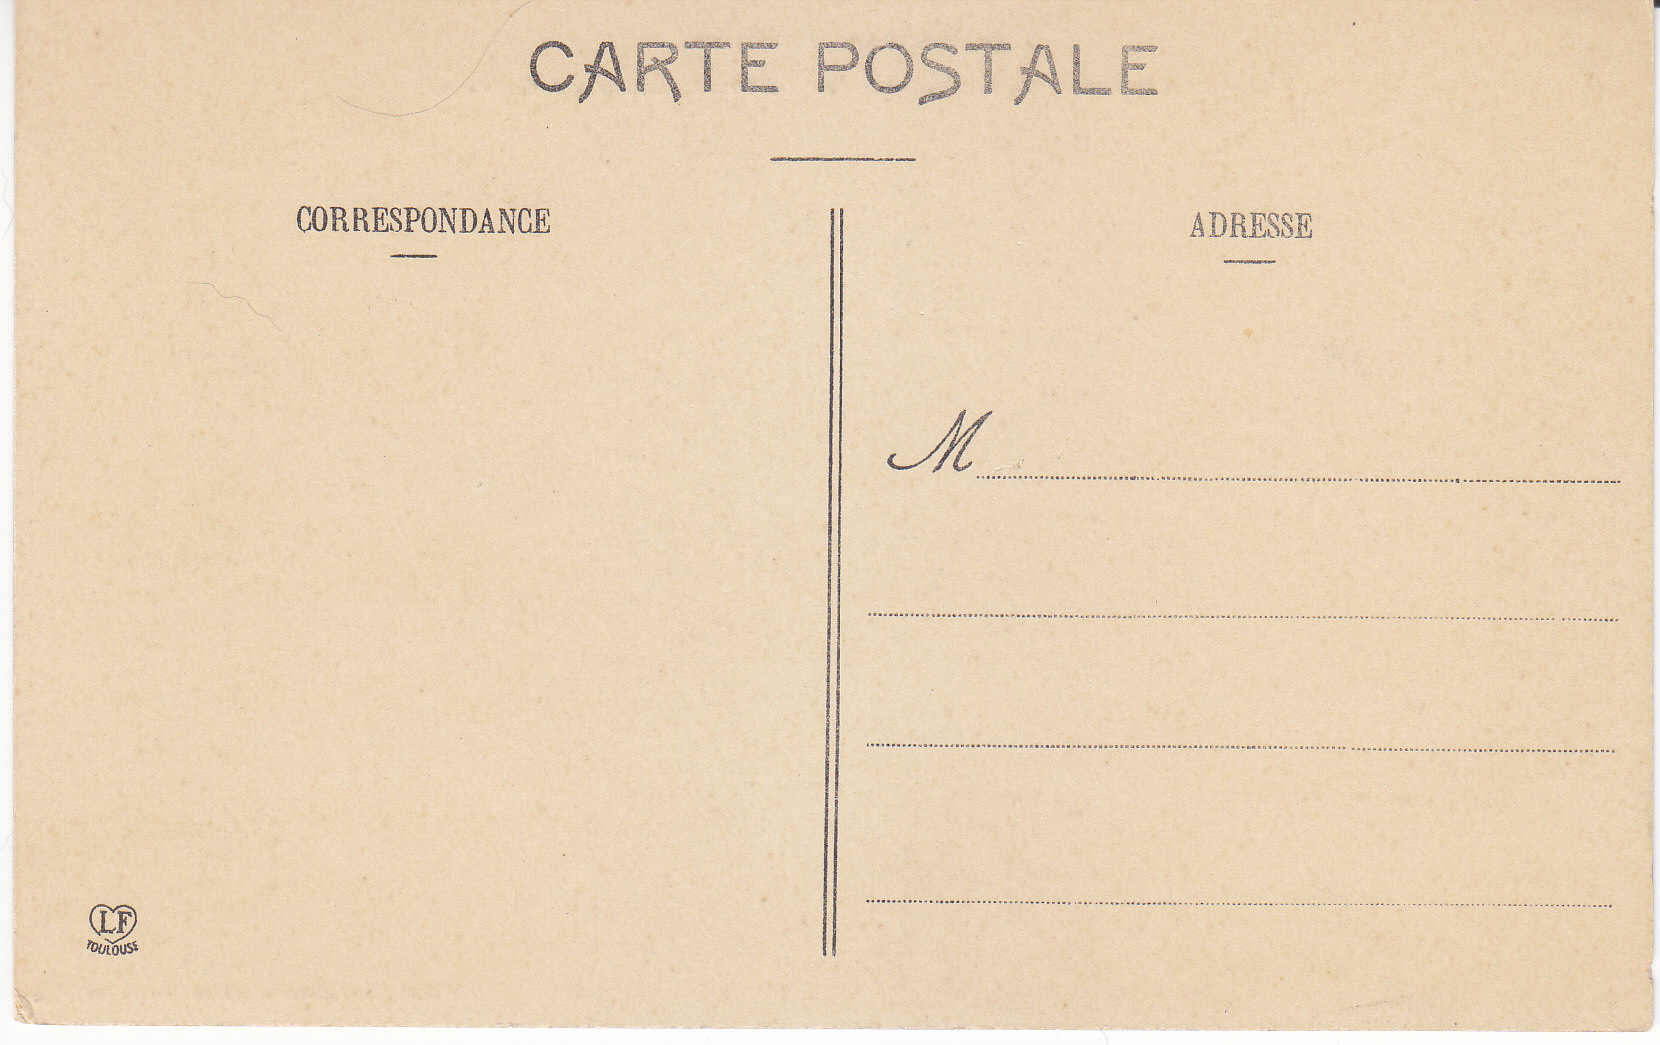 CARTE POSTALE
CORRESPONDANCE
ADRESSE
M
LF
TOULOUSE